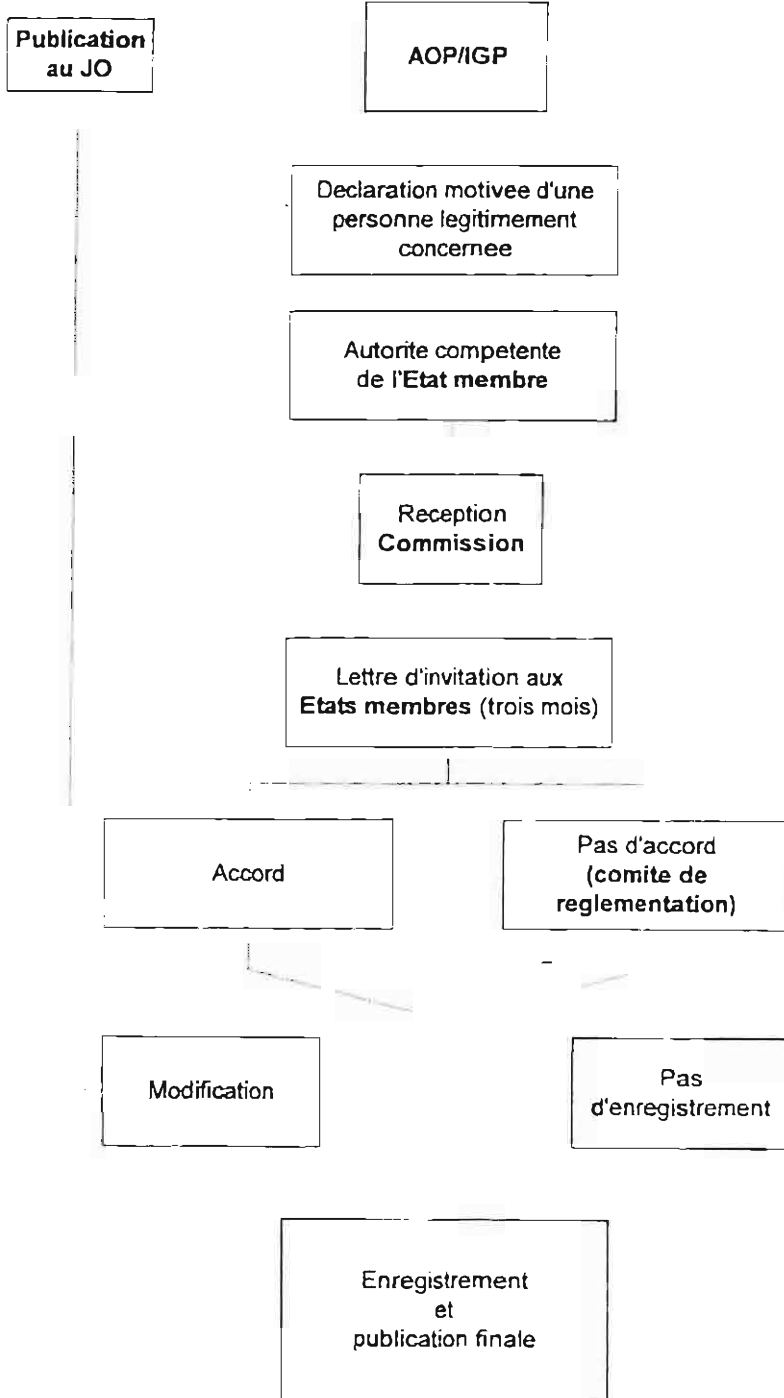 Publication
au JO
AOP/IGP
Declaration motivee d'une
personne legitimement
concernee
Autorite competente
de l'Etat membre
Reception
Commission
Lettre d'invitation aux
Etats membres (trois mois)
Accord
Pas d'accord
(comite de
reglementation)
Modification
Pas
d'enregistrement
Enregistrement
et
publication finale